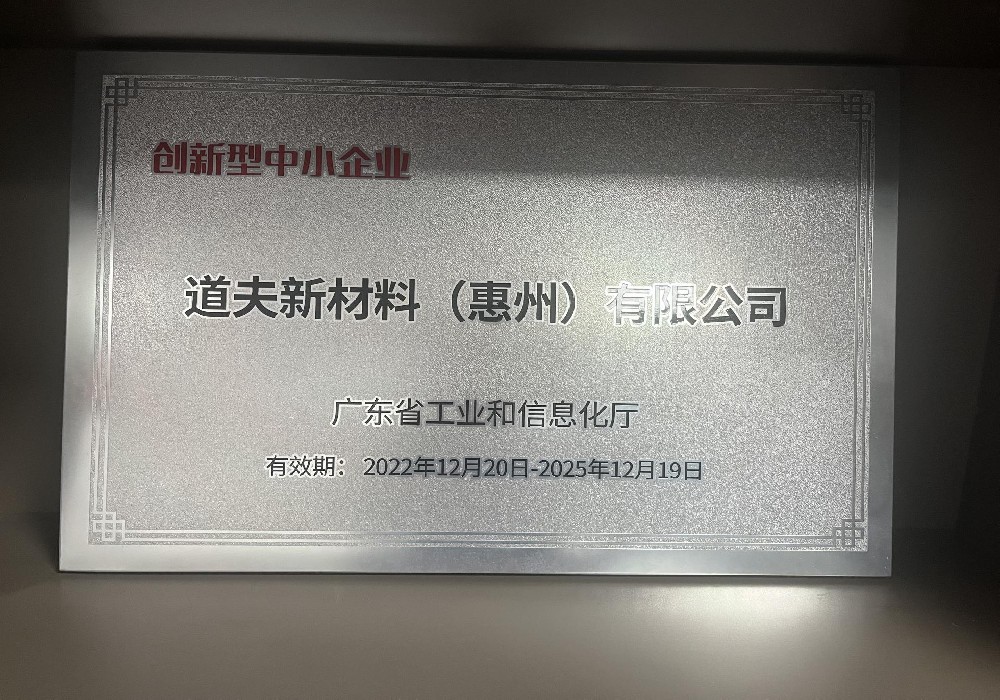 创新型中小企业
道夫新材料（惠州）有限公司
广东省工业和信息化厅
有效期：2022年12月20日-2025年12月19日